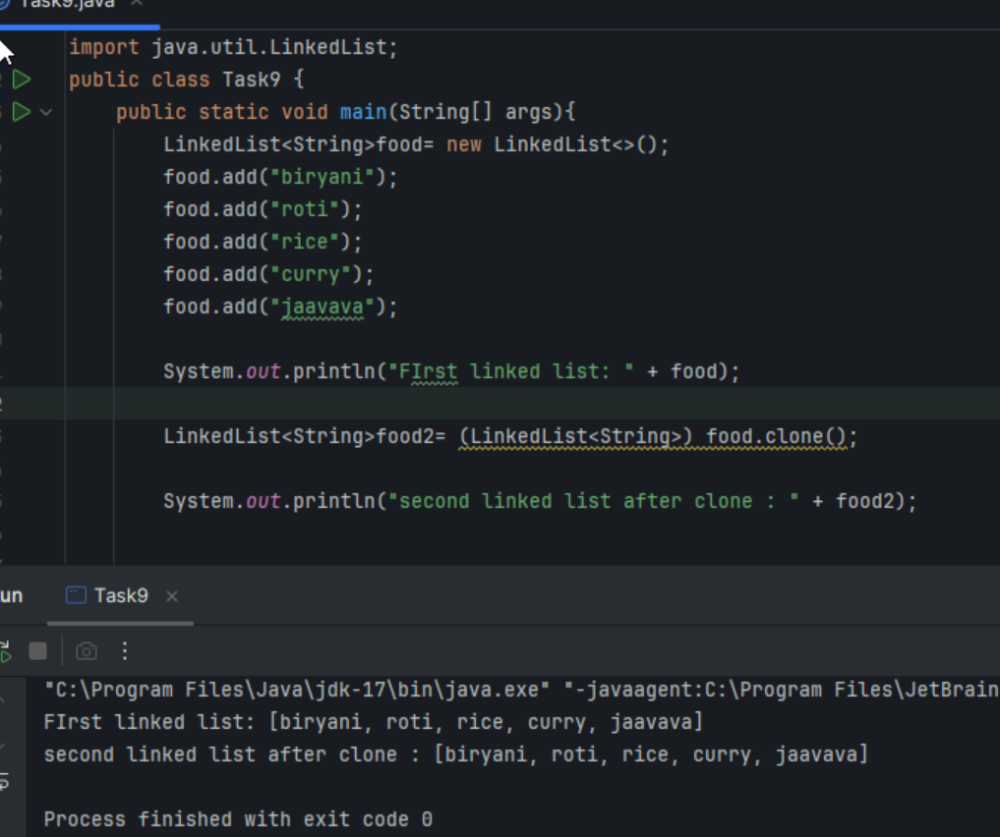 Task9.java
import java.util.LinkedList;
public class Task9 {
public static void main(String[] args){
LinkedList<String>food= new LinkedList<>();
food.add("biryani");
food.add("roti");
food.add("rice");
food.add("curry");
food.add("jaavava");
System.out.println("FIrst linked list: " + food);
LinkedList<String>food2= (LinkedList<String>) food.clone();
System.out.println("second linked list after clone : " + food2);
un
Task9
"C:\Program Files\Java\jdk-17\bin\java.exe" "-javaagent:C:\Program Files\JetBrain
FIrst linked list: [biryani, roti, rice, curry, jaavava]
second linked list after clone : [biryani, roti, rice, curry, jaavava]
Process finished with exit code 0